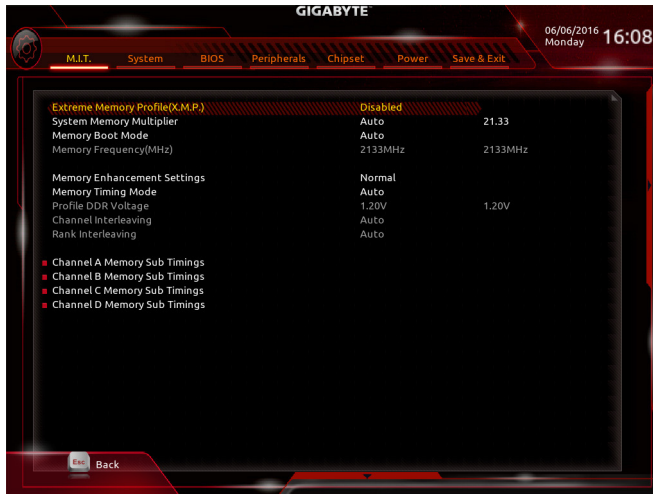 GIGABYTE
06/06/2016 16:08
Monday
M.I.T. System BIOS Peripherals Chipset Power Save & Exit
Extreme Memory Profile(X.M.P.) Disabled
System Memory Multiplier Auto 21.33
Memory Boot Mode Auto
Memory Frequency(MHz) 2133MHz 2133MHz
Memory Enhancement Settings Normal
Memory Timing Mode Auto
Profile DDR Voltage 1.20V 1.20V
Channel Interleaving Auto
Rank Interleaving Auto
Channel A Memory Sub Timings
Channel B Memory Sub Timings
Channel C Memory Sub Timings
Channel D Memory Sub Timings
Esc Back